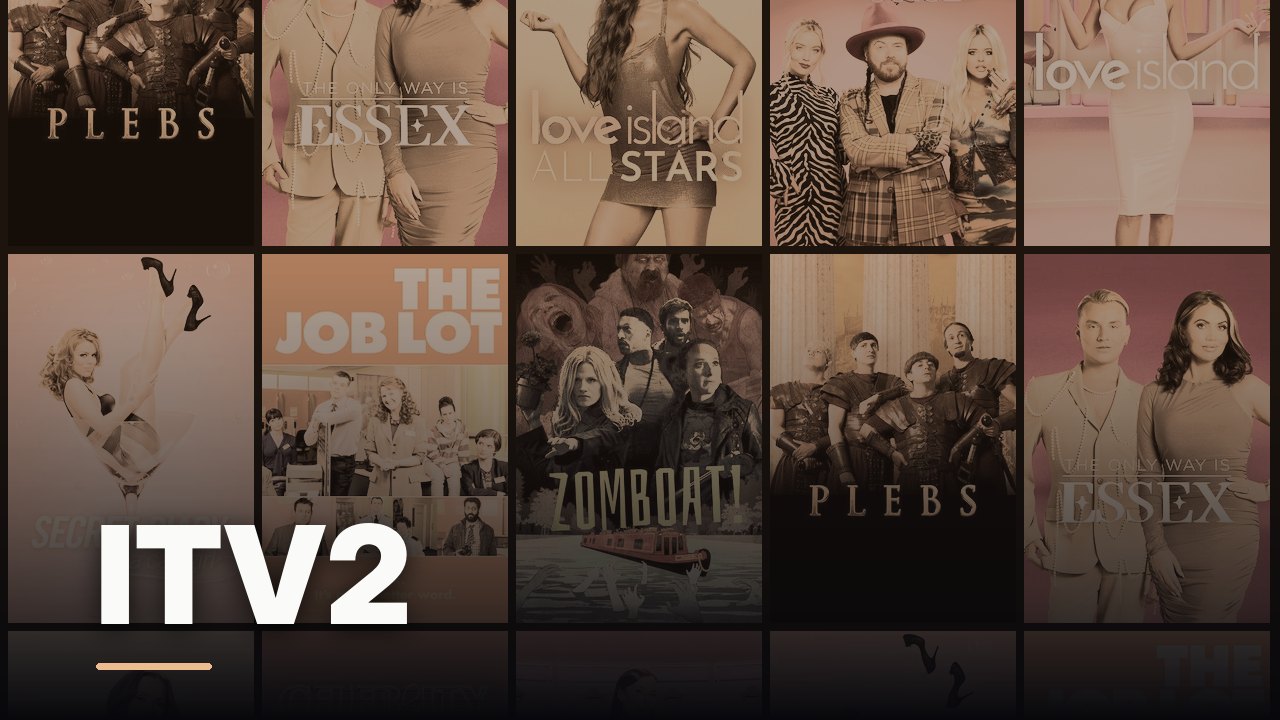 PLEBS
THE ONLY WAY IS
ESSEX
love island
ALL STARS
love island
THE
JOB LOT
ZOMBOAT!
PLEBS
THE ONLY WAY IS
ESSEX
ITV2
THE